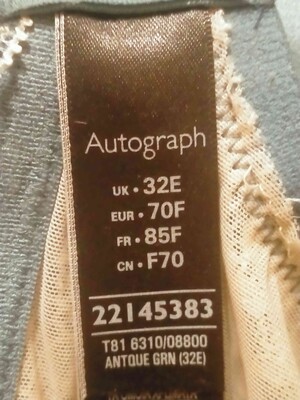 Autograph
UK • 32E
EUR • 70F
FR • 85F
CN • F70
22145383
T81 6310/08800
ANTQUE GRN (32E)